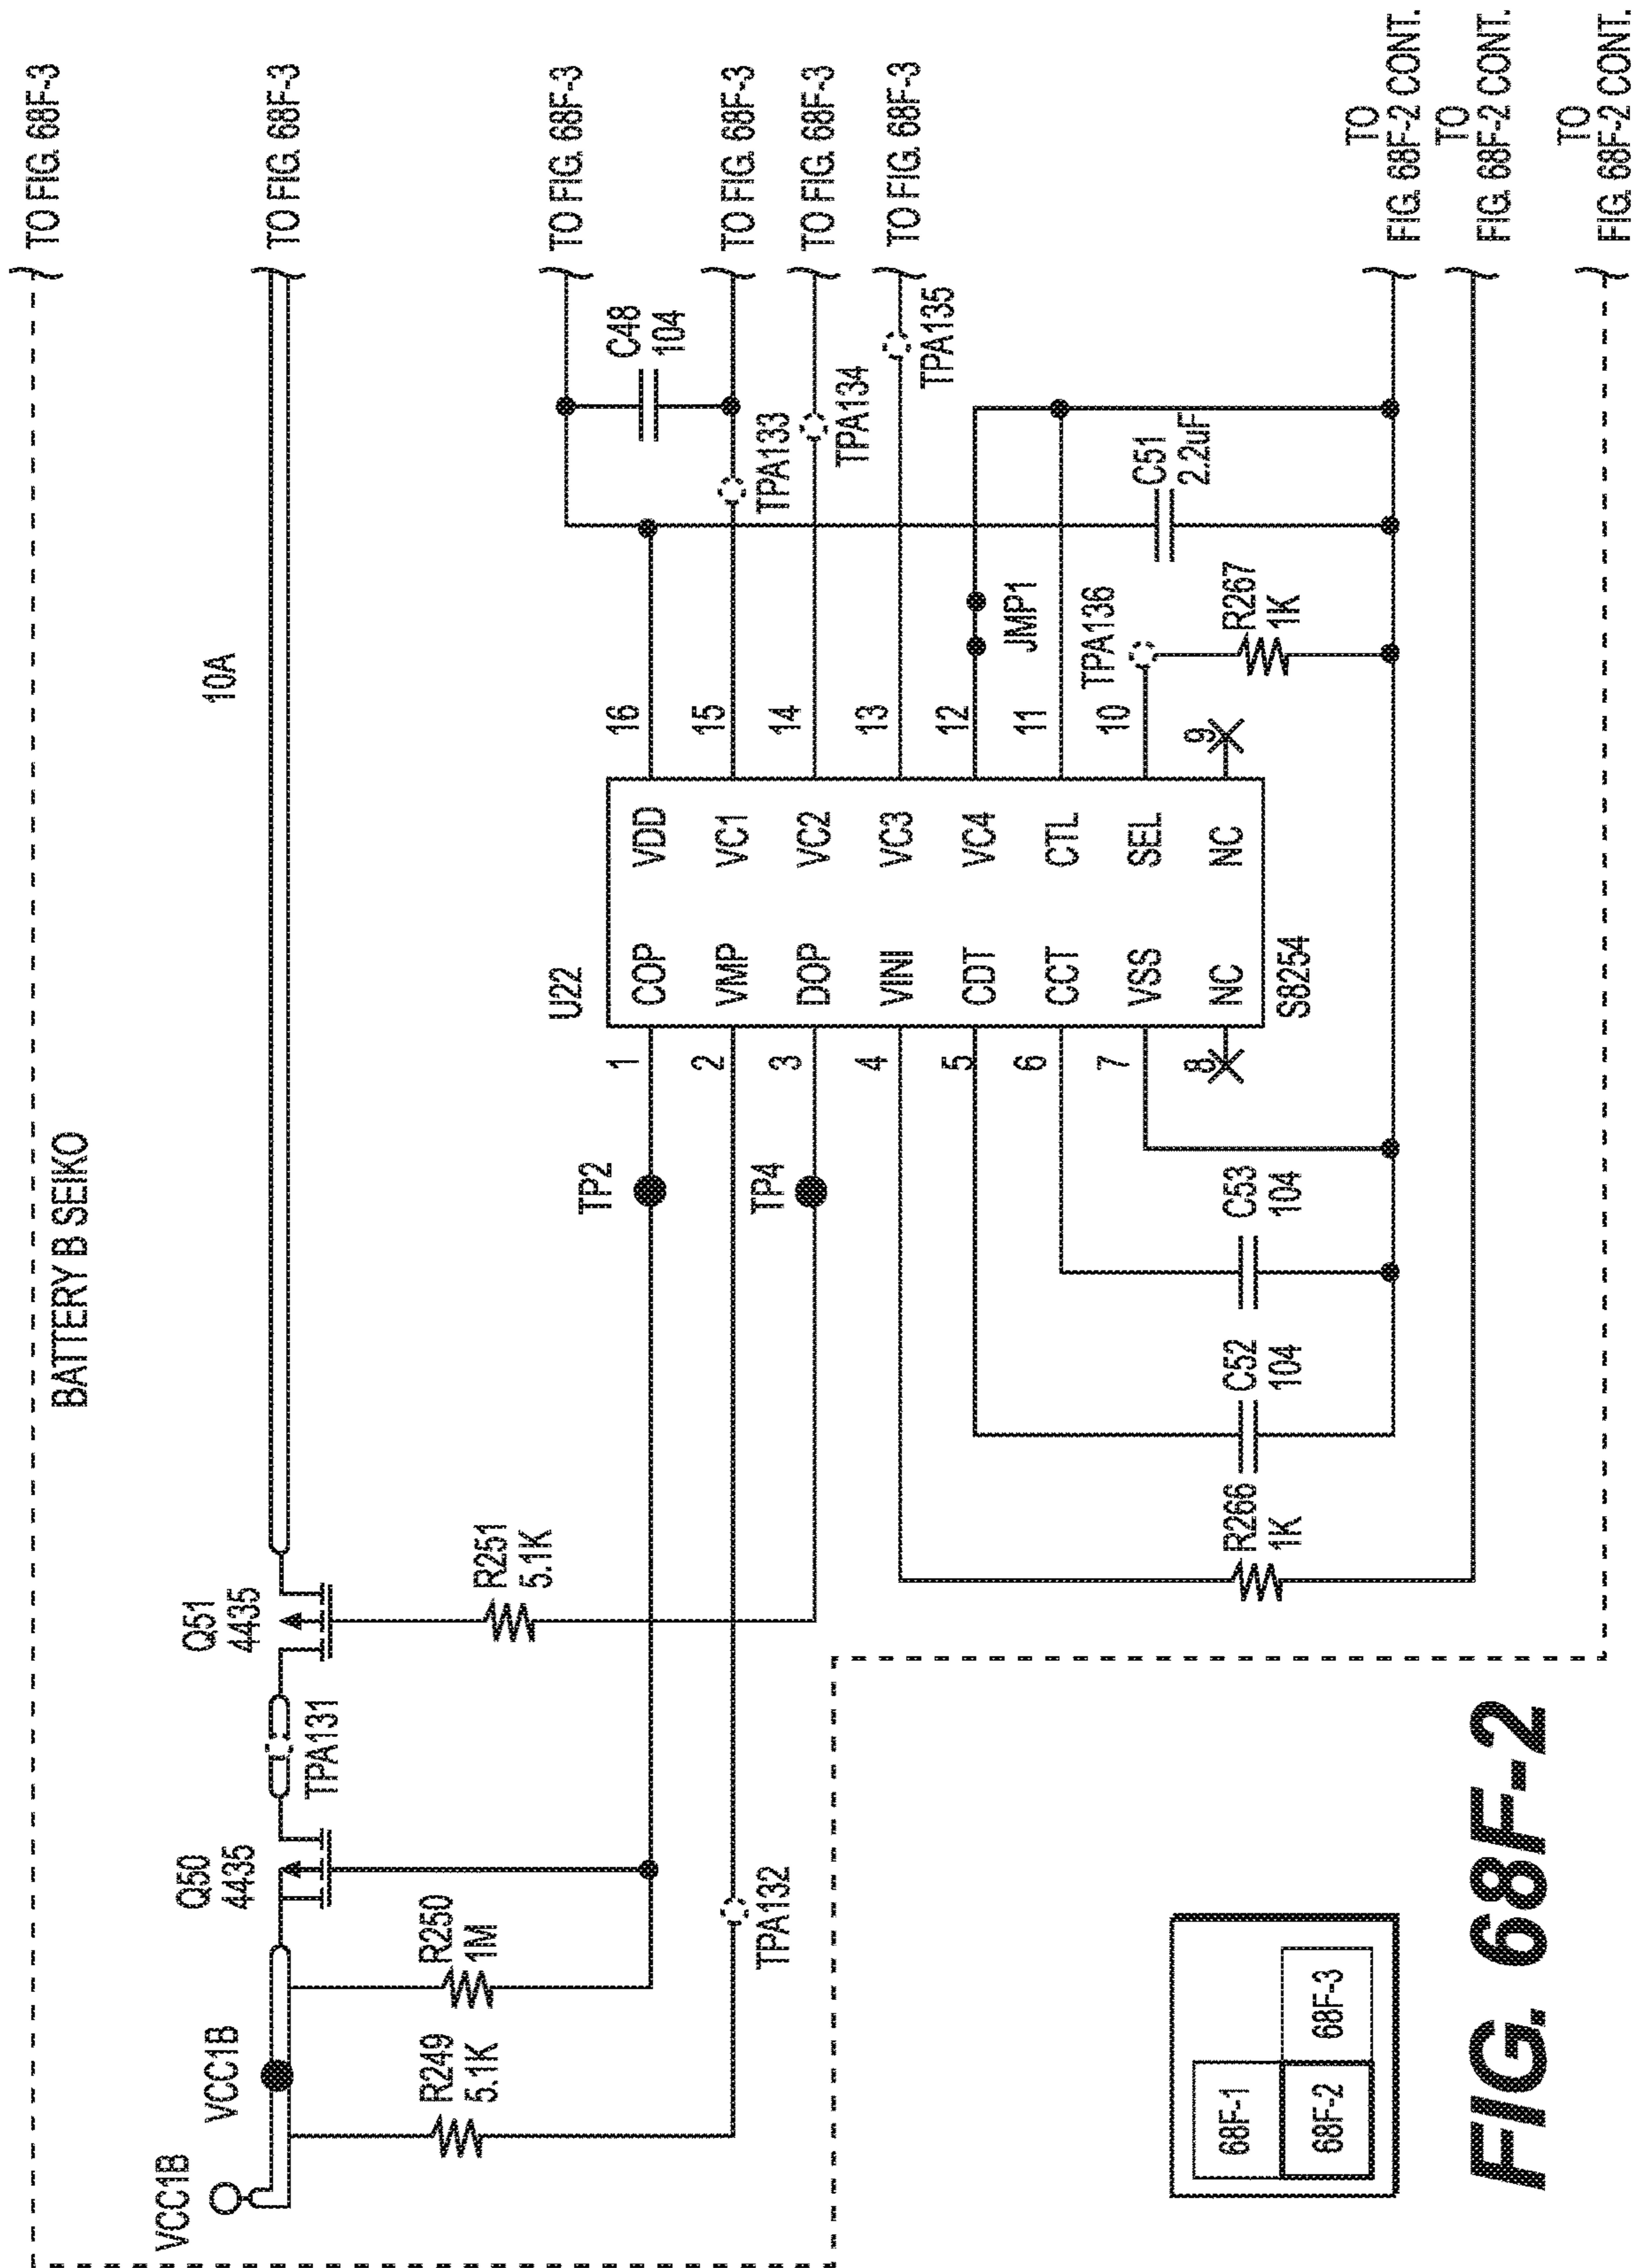 TO FIG. 68F-3
BATTERY B SEIKO
VCC1B
VCC1B
Q50
4435
TPA131
Q51
4435
10A
TO FIG. 68F-3
R249
5.1K
R250
1M
R251
5.1K
TPA132
TP2
TP4
U22
1
COP
VDD
16
2
VMP
VC1
15
3
DOP
VC2
14
4
VINI
VC3
13
5
CDT
VC4
12
6
CCT
CTL
11
7
VSS
SEL
10
8
NC
NC
9
S8254
TO FIG. 68F-3
C48
104
TO FIG. 68F-3
TPA133
TO FIG. 68F-3
TPA134
TO FIG. 68F-3
TPA135
JMP1
TPA136
C51
2.2uF
R267
1K
R266
1K
C52
104
C53
104
TO
FIG. 68F-2 CONT.
TO
FIG. 68F-2 CONT.
TO
FIG. 68F-2 CONT.
68F-1
68F-2
68F-3
FIG. 68F-2